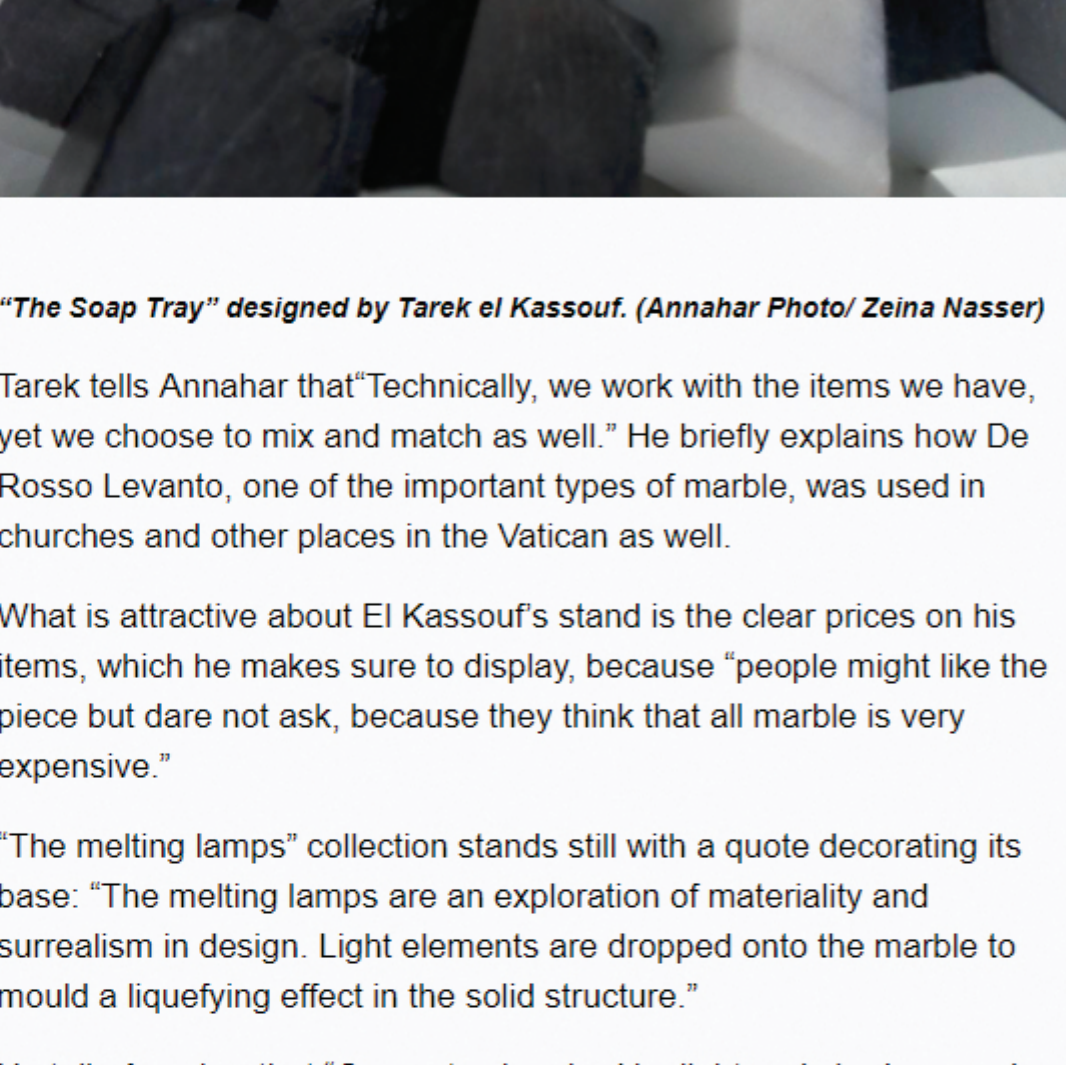 “The Soap Tray” designed by Tarek el Kassouf. (Annahar Photo/ Zeina Nasser)
Tarek tells Annahar that“Technically, we work with the items we have,
yet we choose to mix and match as well.” He briefly explains how De
Rosso Levanto, one of the important types of marble, was used in
churches and other places in the Vatican as well.
What is attractive about El Kassouf’s stand is the clear prices on his
items, which he makes sure to display, because “people might like the
piece but dare not ask, because they think that all marble is very
expensive.”
“The melting lamps” collection stands still with a quote decorating its
base: “The melting lamps are an exploration of materiality and
surrealism in design. Light elements are dropped onto the marble to
mould a liquefying effect in the solid structure.”